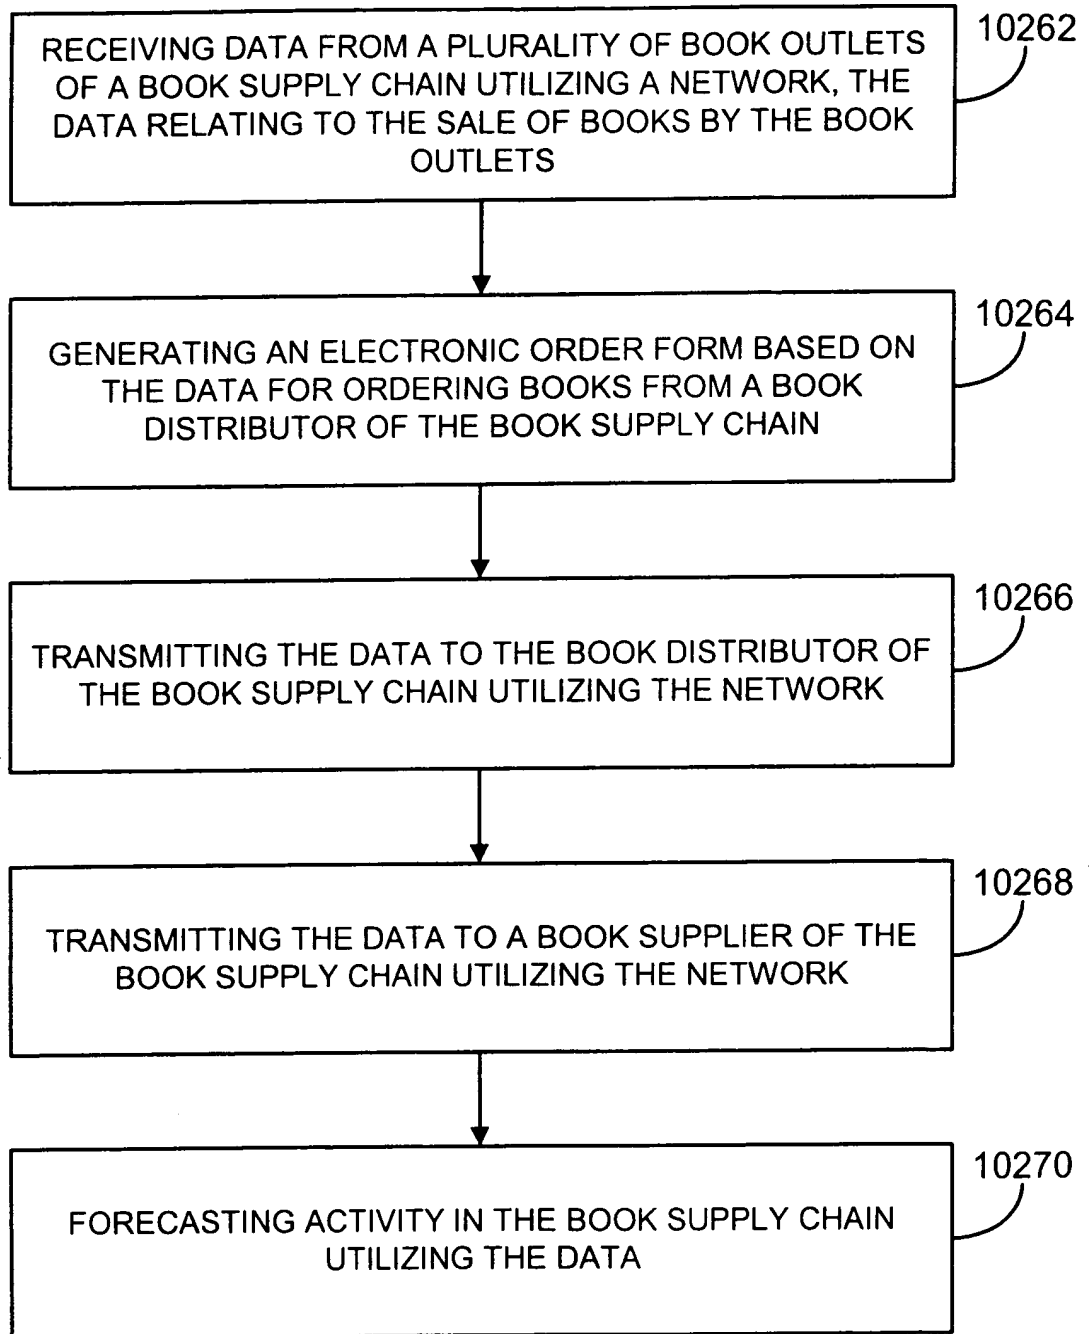 10262
RECEIVING DATA FROM A PLURALITY OF BOOK OUTLETS
OF A BOOK SUPPLY CHAIN UTILIZING A NETWORK, THE
DATA RELATING TO THE SALE OF BOOKS BY THE BOOK
OUTLETS
10264
GENERATING AN ELECTRONIC ORDER FORM BASED ON
THE DATA FOR ORDERING BOOKS FROM A BOOK
DISTRIBUTOR OF THE BOOK SUPPLY CHAIN
10266
TRANSMITTING THE DATA TO THE BOOK DISTRIBUTOR OF
THE BOOK SUPPLY CHAIN UTILIZING THE NETWORK
10268
TRANSMITTING THE DATA TO A BOOK SUPPLIER OF THE
BOOK SUPPLY CHAIN UTILIZING THE NETWORK
10270
FORECASTING ACTIVITY IN THE BOOK SUPPLY CHAIN
UTILIZING THE DATA